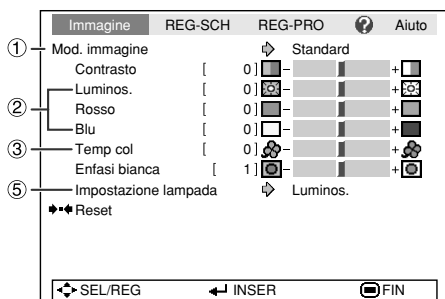 Immagine REG-SCH REG-PRO ? Aiuto
① Mod. immagine Standard
Contrasto [ 0 ] - +
② Luminos. [ 0 ] - +
Rosso [ 0 ] - +
Blu [ 0 ] - +
③ Temp col [ 0 ] - +
Enfasi bianca [ 1 ] - +
⑤ Impostazione lampada Luminos.
Reset
SEL/REG INSER FIN